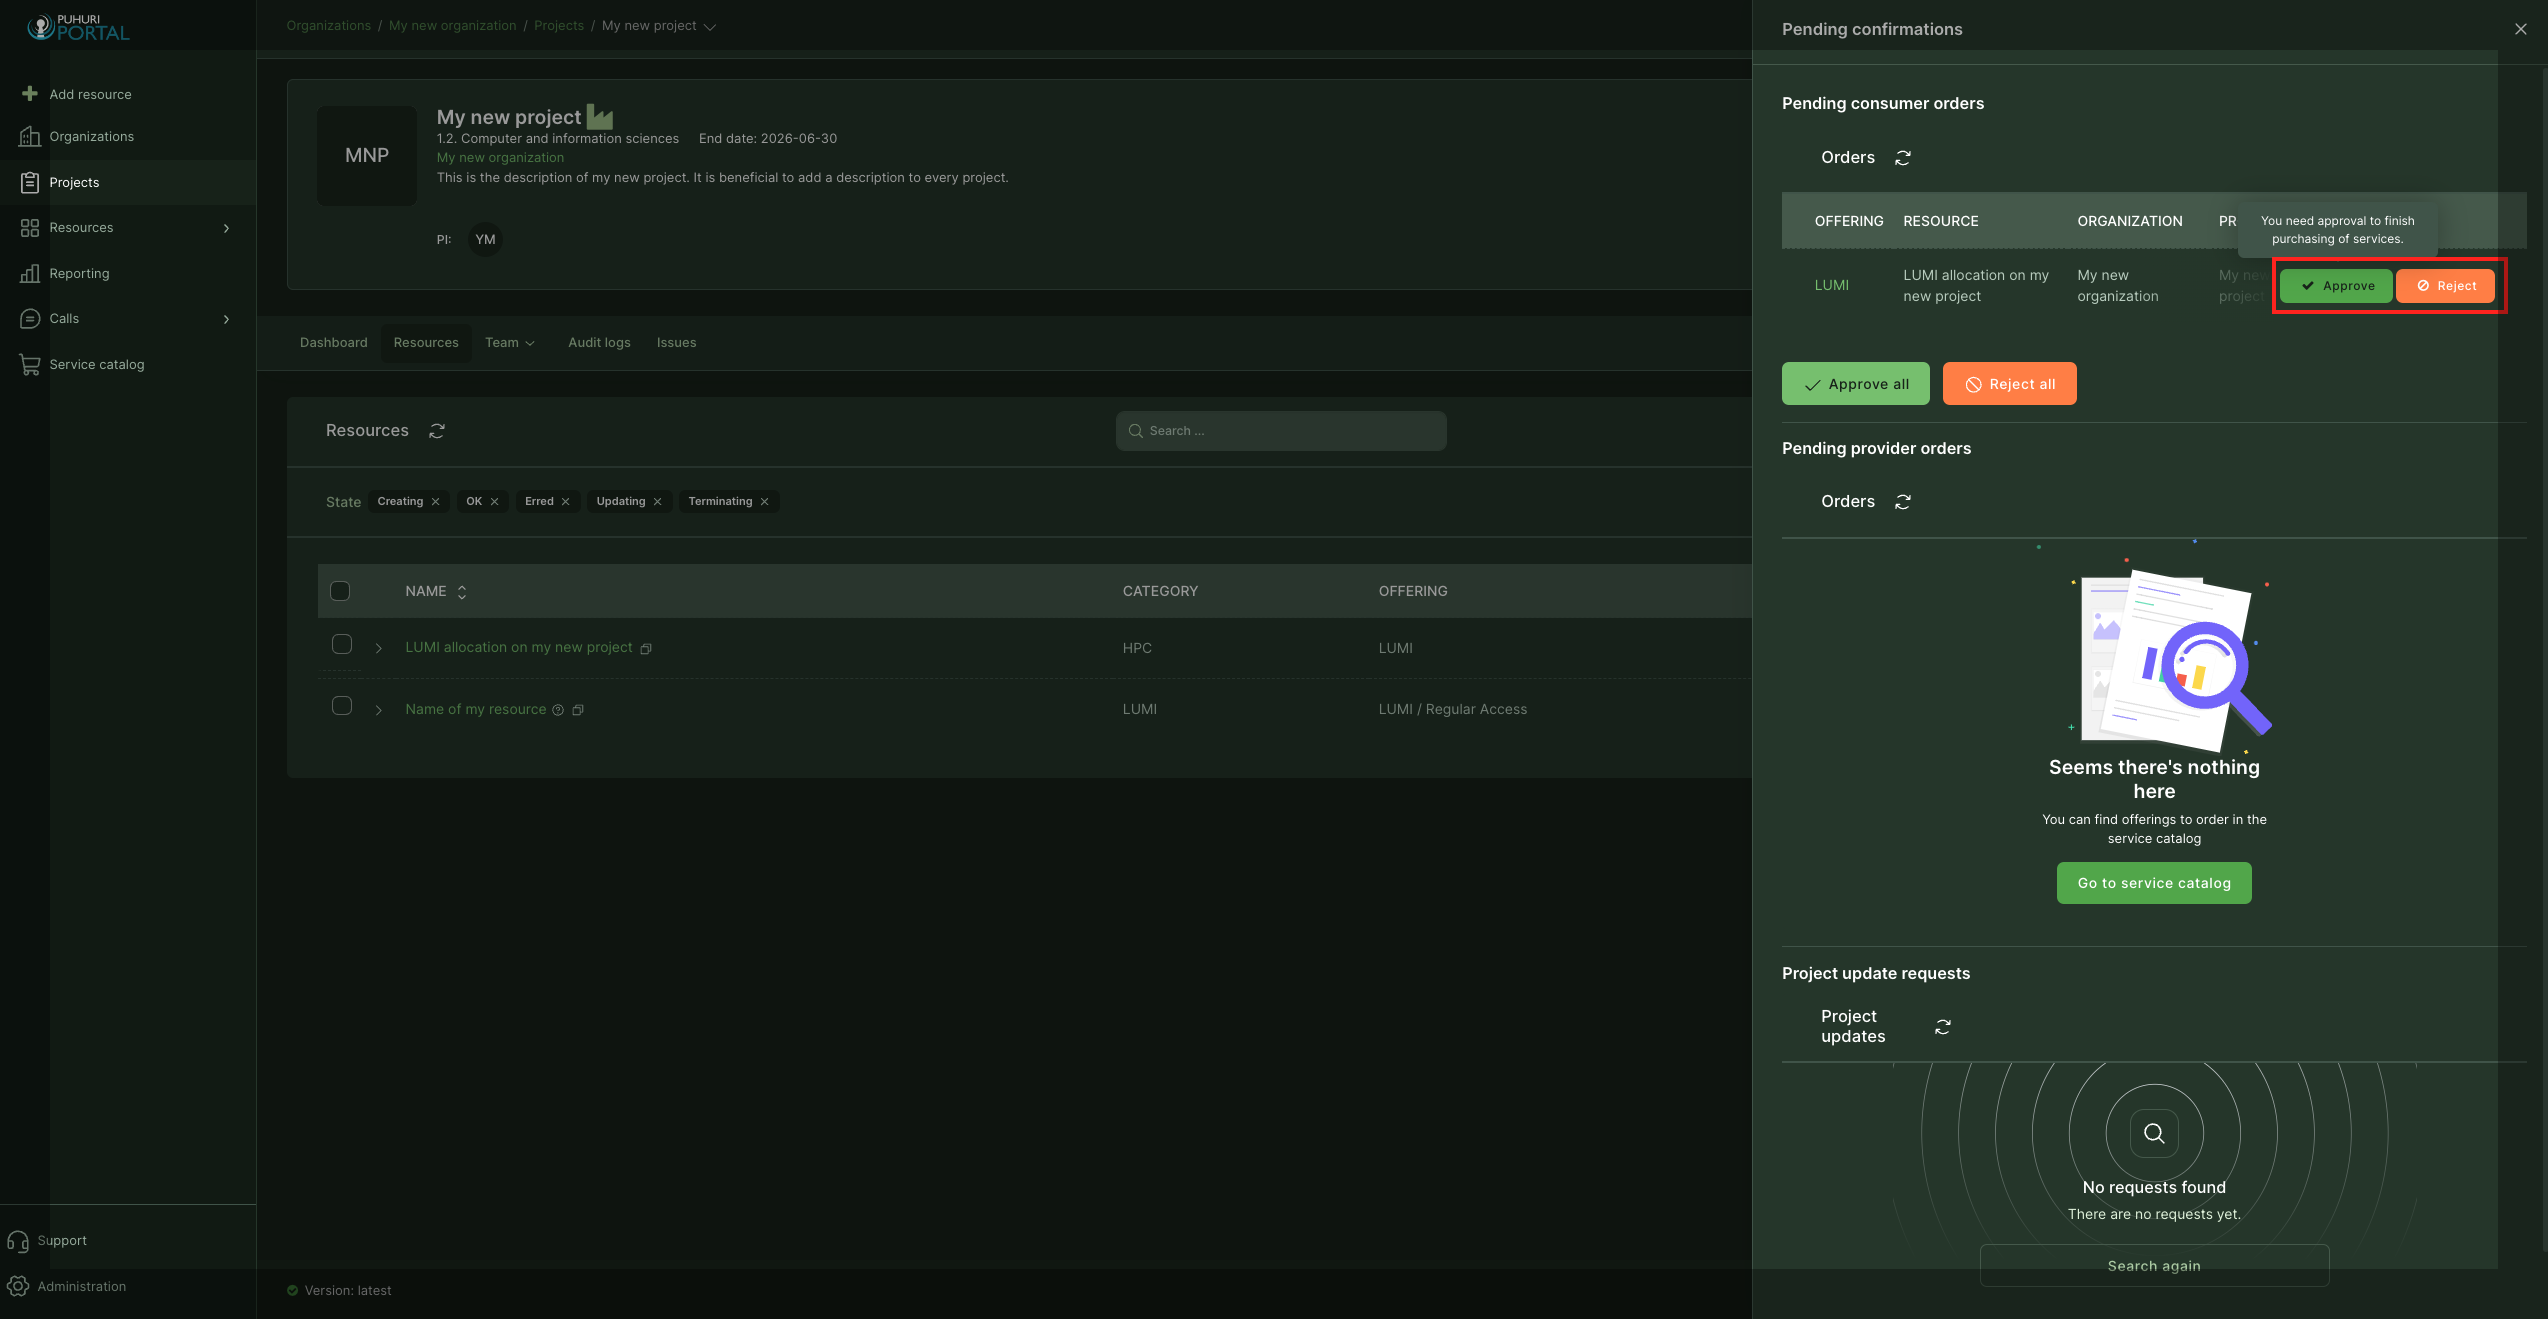 PUHURI
PORTAL
Add resource
Organizations
Projects
Resources
Reporting
Calls
Service catalog
Support
Administration
Organizations / My new organization / Projects / My new project
MNP
My new project
1.2. Computer and information sciences End date: 2026-06-30
My new organization
This is the description of my new project. It is beneficial to add a description to every project.
PI: YM
Dashboard Resources Team Audit logs Issues
Resources
Search ...
State Creating OK Erred Updating Terminating
NAME CATEGORY OFFERING
LUMI allocation on my new project HPC LUMI
Name of my resource LUMI LUMI / Regular Access
Version: latest
Pending confirmations
Pending consumer orders
Orders
OFFERING RESOURCE ORGANIZATION PR
You need approval to finish
purchasing of services.
LUMI
LUMI allocation on my
new project
My new
organization
My new
project
Approve Reject
Approve all Reject all
Pending provider orders
Orders
Seems there's nothing
here
You can find offerings to order in the
service catalog
Go to service catalog
Project update requests
Project
updates
No requests found
There are no requests yet.
Search again